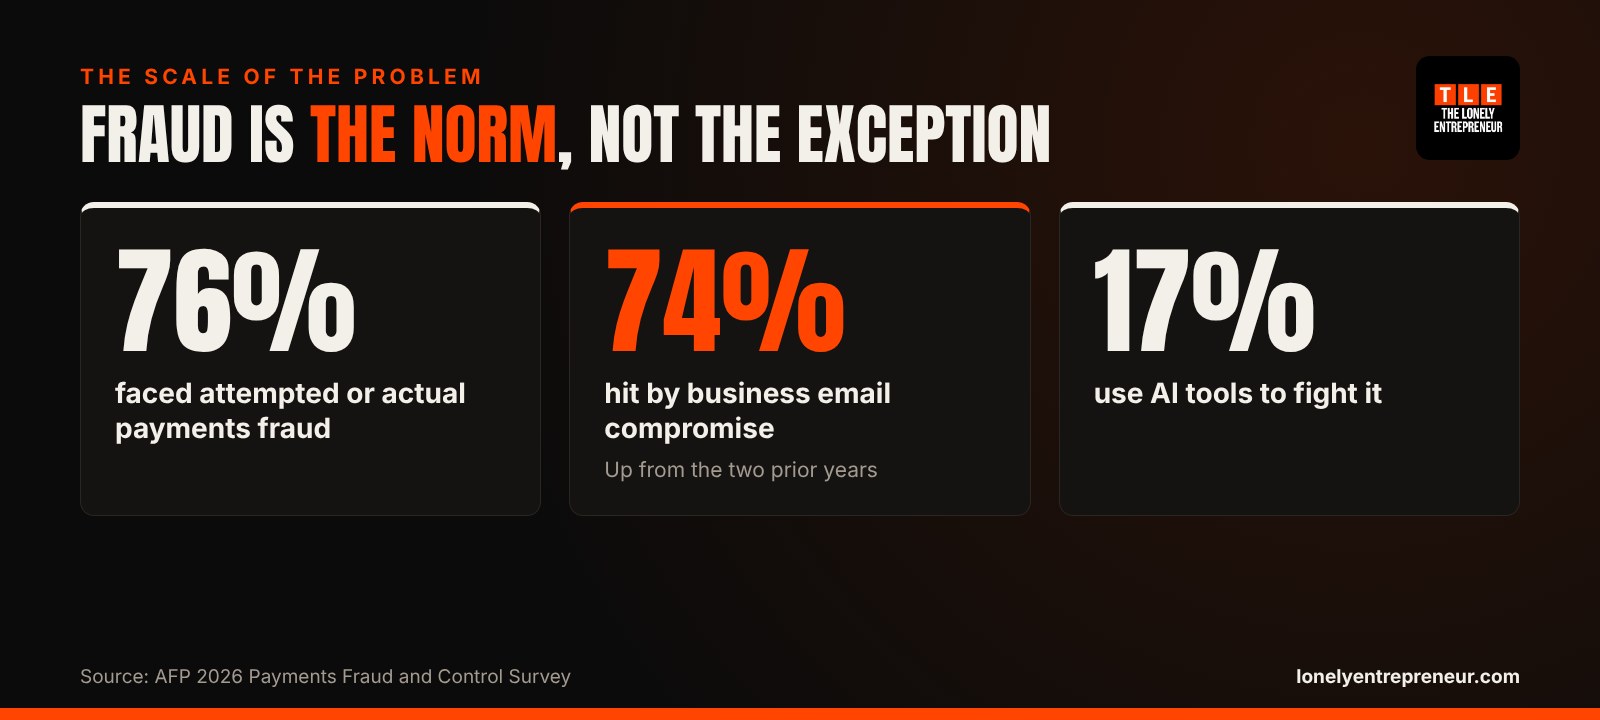 THE SCALE OF THE PROBLEM
FRAUD IS THE NORM, NOT THE EXCEPTION
T L E
THE LONELY
ENTREPRENEUR
76%
faced attempted or actual
payments fraud
74%
hit by business email
compromise
Up from the two prior years
17%
use AI tools to fight it
Source: AFP 2026 Payments Fraud and Control Survey
lonelyentrepreneur.com